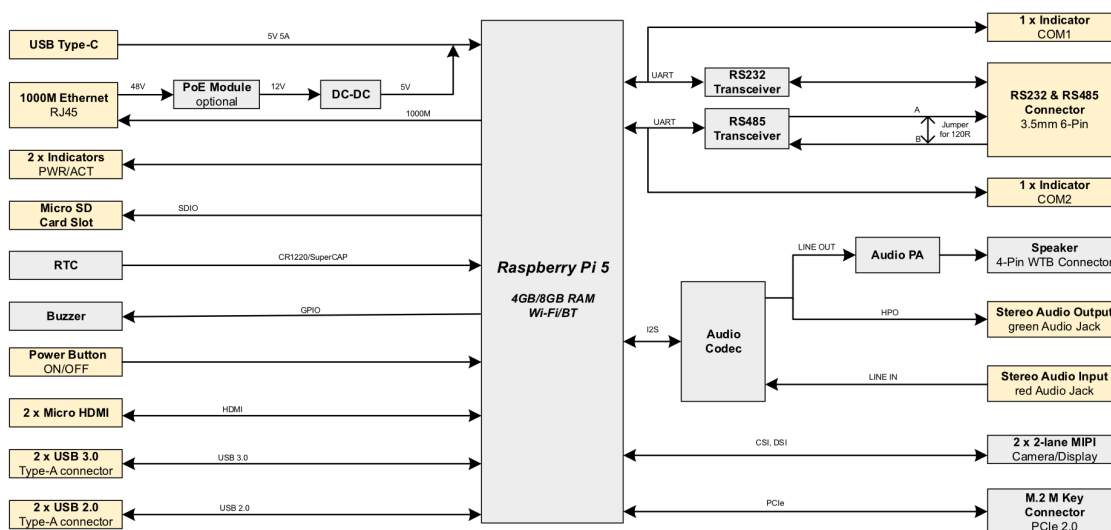 USB Type-C
5V 5A
1000M Ethernet
RJ45
48V
PoE Module
optional
12V
DC-DC
5V
1000M
2 x Indicators
PWR/ACT
Micro SD
Card Slot
SDIO
RTC
CR1220/SuperCAP
Buzzer
GPIO
Power Button
ON/OFF
2 x Micro HDMI
HDMI
2 x USB 3.0
Type-A connector
USB 3.0
2 x USB 2.0
Type-A connector
USB 2.0
Raspberry Pi 5
4GB/8GB RAM
Wi-Fi/BT
1 x Indicator
COM1
UART
RS232
Transceiver
RS232 & RS485
Connector
3.5mm 6-Pin
UART
RS485
Transceiver
A
B
Jumper
for 120R
1 x Indicator
COM2
I2S
Audio
Codec
LINE OUT
Audio PA
Speaker
4-Pin WTB Connector
HPO
Stereo Audio Output
green Audio Jack
LINE IN
Stereo Audio Input
red Audio Jack
CSI, DSI
2 x 2-lane MIPI
Camera/Display
PCIe
M.2 M Key
Connector
PCIe 2.0